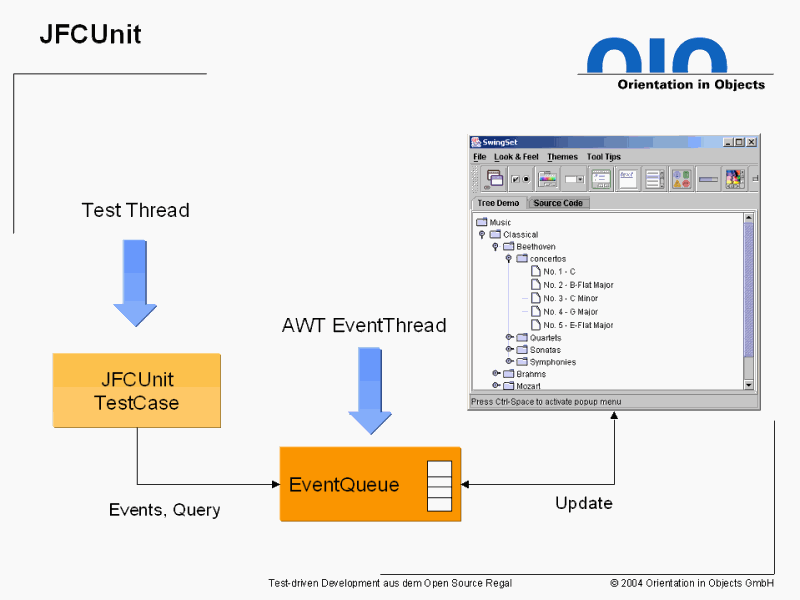 JFCUnit
Orientation in Objects
SwingSet
File Look & Feel Themes Tool Tips
Tree Demo Source Code
Music
Classical
Beethoven
concertos
No. 1 - C
No. 2 - B-Flat Major
No. 3 - C Minor
No. 4 - G Major
No. 5 - E-Flat Major
Quartets
Sonatas
Symphonies
Brahms
Mozart
Press Ctrl-Space to activate popup menu
Test Thread
AWT EventThread
JFCUnit
TestCase
EventQueue
Events, Query
Update
Test-driven Development aus dem Open Source Regal
© 2004 Orientation in Objects GmbH